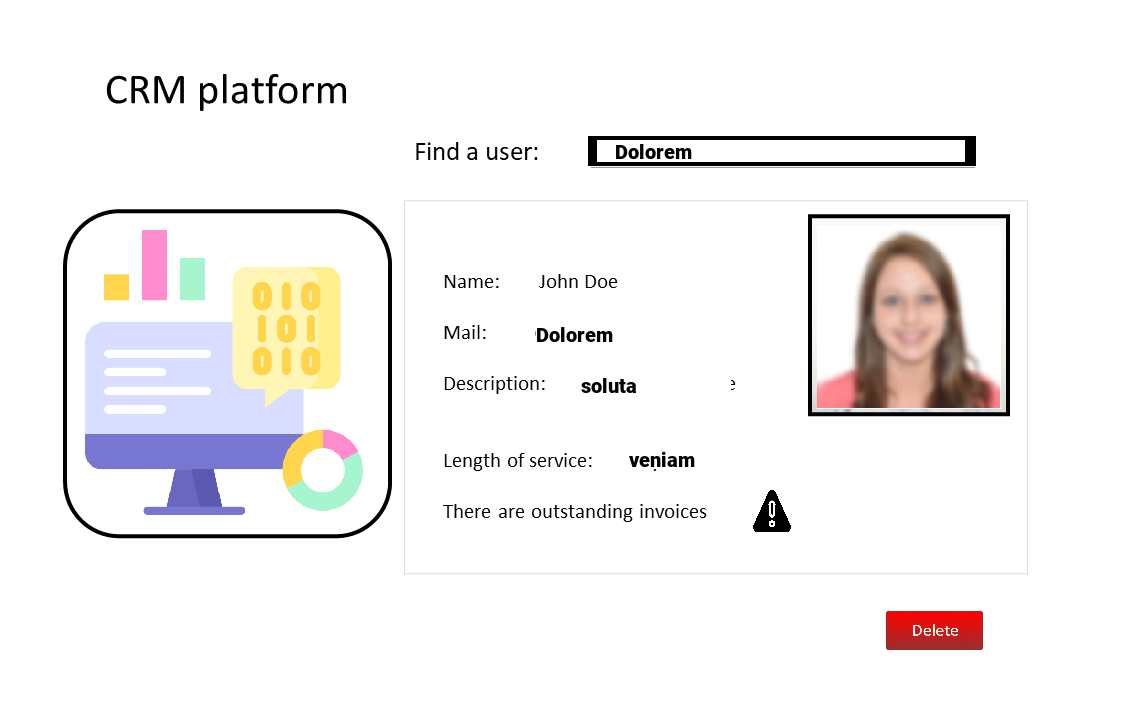 CRM platform
Find a user: Dolorem
Name: John Doe
Mail: Dolorem
Description: soluta e
Length of service: veniam
There are outstanding invoices
Delete
010
101
010